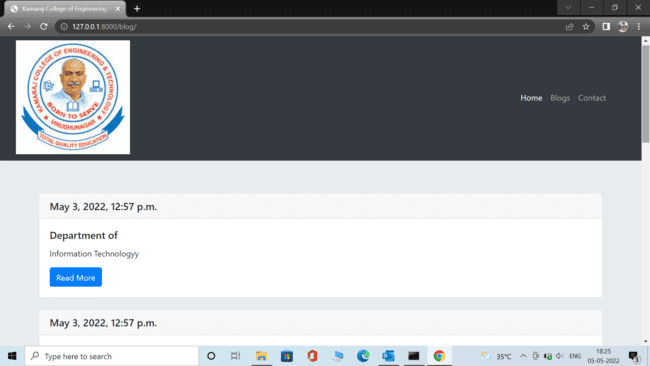 Kamaraj College of Engineering
127.0.0.1:8000/blog/
KAMARAJ COLLEGE OF ENGINEERING & TECHNOLOGY
BORN TO SERVE
VIRUDHUNAGAR
TOTAL QUALITY EDUCATION
Home Blogs Contact
May 3, 2022, 12:57 p.m.
Department of
Information Technologyy
Read More
May 3, 2022, 12:57 p.m.
Type here to search
35°C
ENG
18:25
05-05-2022
3